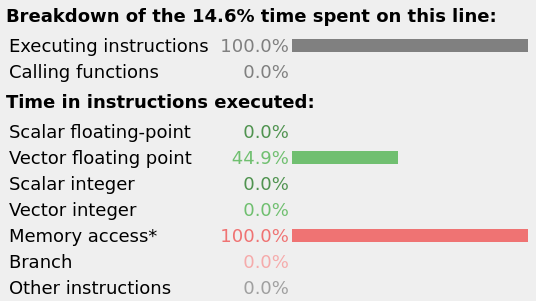 Breakdown of the 14.6% time spent on this line:
Executing instructions 100.0%
Calling functions 0.0%
Time in instructions executed:
Scalar floating-point 0.0%
Vector floating point 44.9%
Scalar integer 0.0%
Vector integer 0.0%
Memory access* 100.0%
Branch 0.0%
Other instructions 0.0%